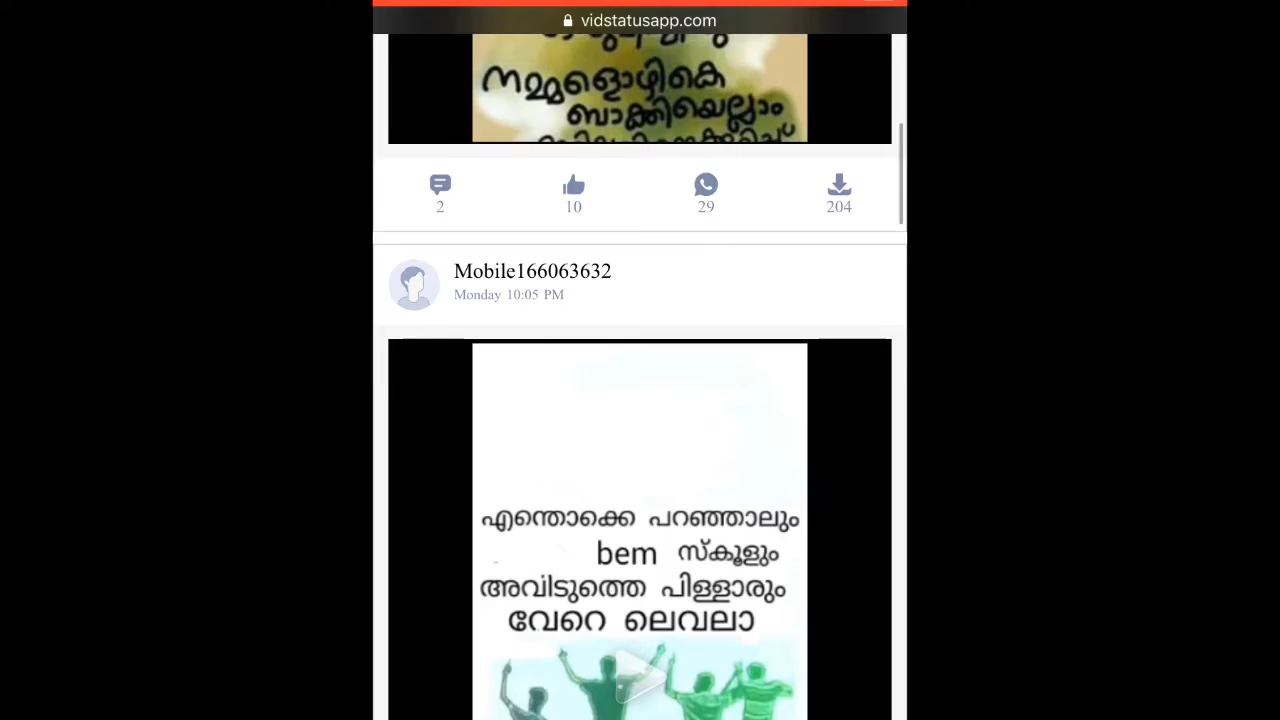 vidstatusapp.com
നമ്മളൊഴികെ
ബാക്കിയെല്ലാം
2
10
29
204
Mobile166063632
Monday 10:05 PM
എന്തൊക്കെ പറഞ്ഞാലും
bem സ്കൂളും
അവിടുത്തെ പിള്ളാരും
വേറെ ലെവലാ